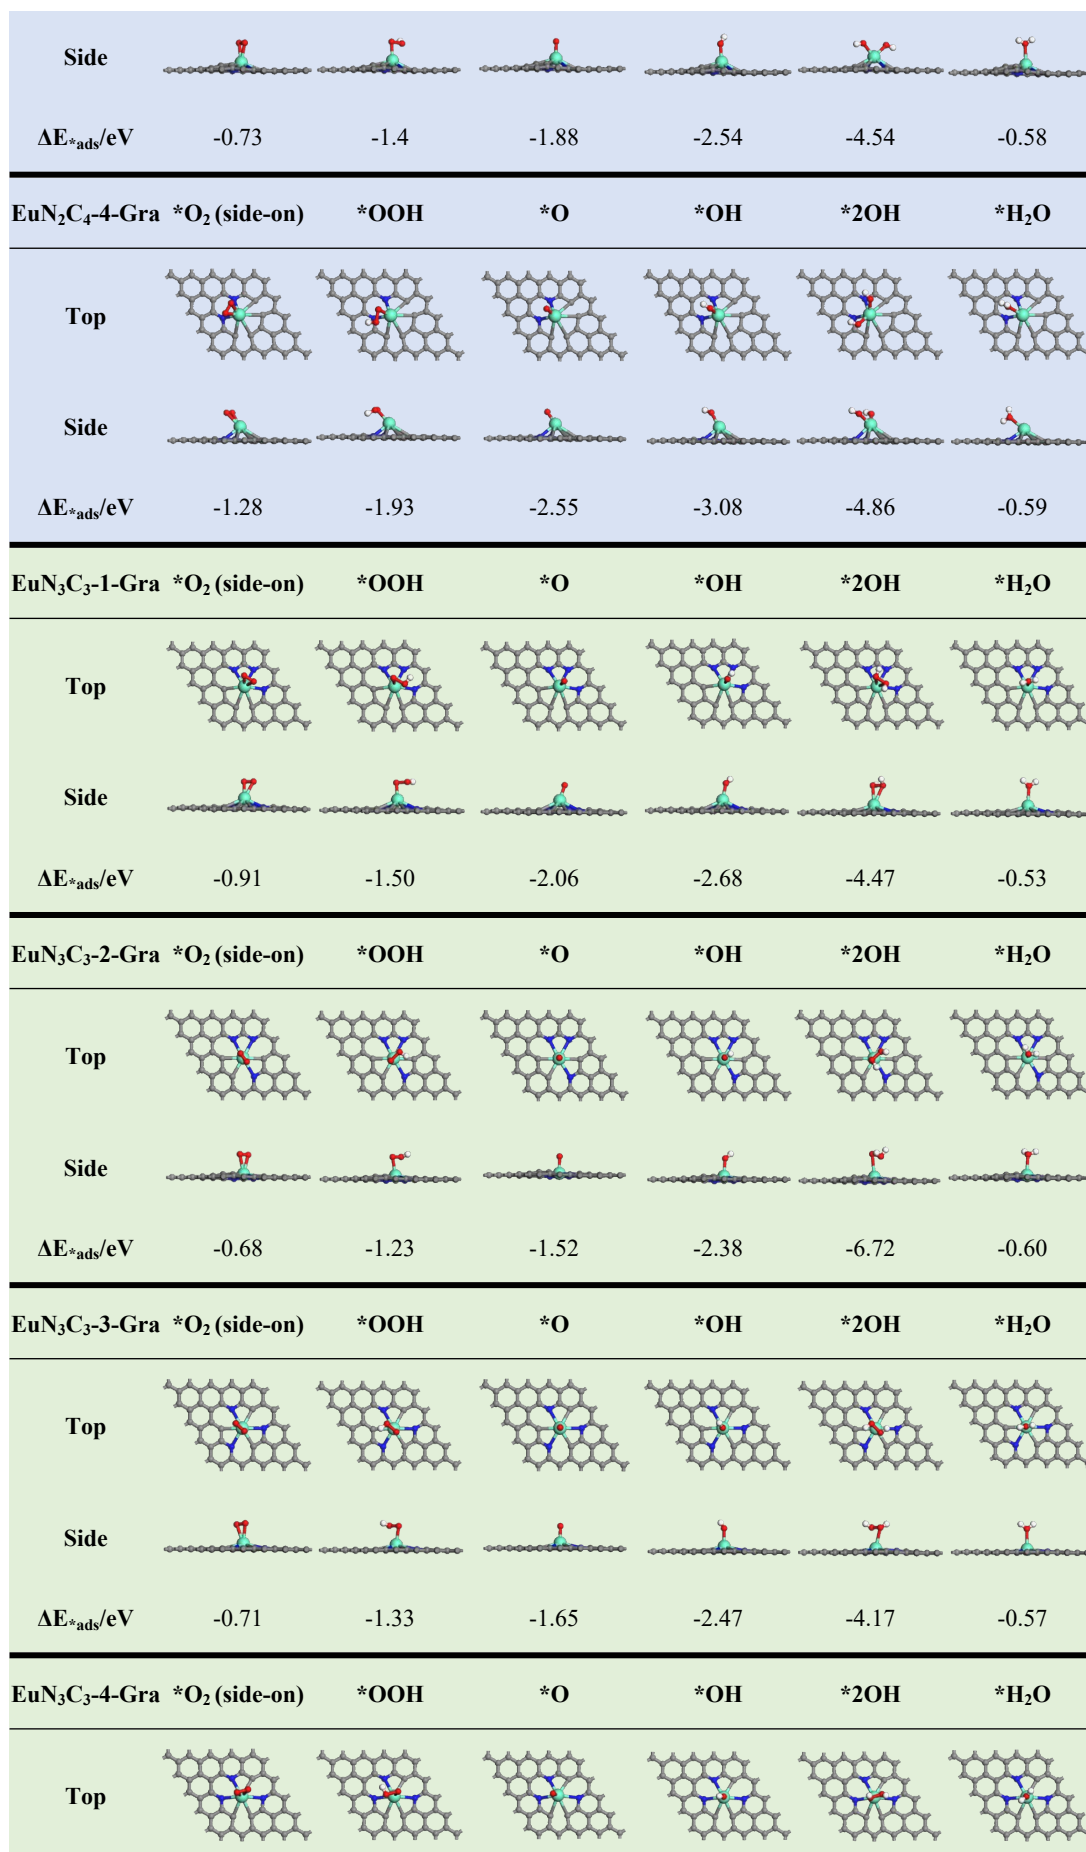 Side
ΔE*ads/eV -0.73 -1.4 -1.88 -2.54 -4.54 -0.58
EuN₂C₄-4-Gra *O₂ (side-on) *OOH *O *OH *2OH *H₂O
Top
Side
ΔE*ads/eV -1.28 -1.93 -2.55 -3.08 -4.86 -0.59
EuN₃C₃-1-Gra *O₂ (side-on) *OOH *O *OH *2OH *H₂O
Top
Side
ΔE*ads/eV -0.91 -1.50 -2.06 -2.68 -4.47 -0.53
EuN₃C₃-2-Gra *O₂ (side-on) *OOH *O *OH *2OH *H₂O
Top
Side
ΔE*ads/eV -0.68 -1.23 -1.52 -2.38 -6.72 -0.60
EuN₃C₃-3-Gra *O₂ (side-on) *OOH *O *OH *2OH *H₂O
Top
Side
ΔE*ads/eV -0.71 -1.33 -1.65 -2.47 -4.17 -0.57
EuN₃C₃-4-Gra *O₂ (side-on) *OOH *O *OH *2OH *H₂O
Top